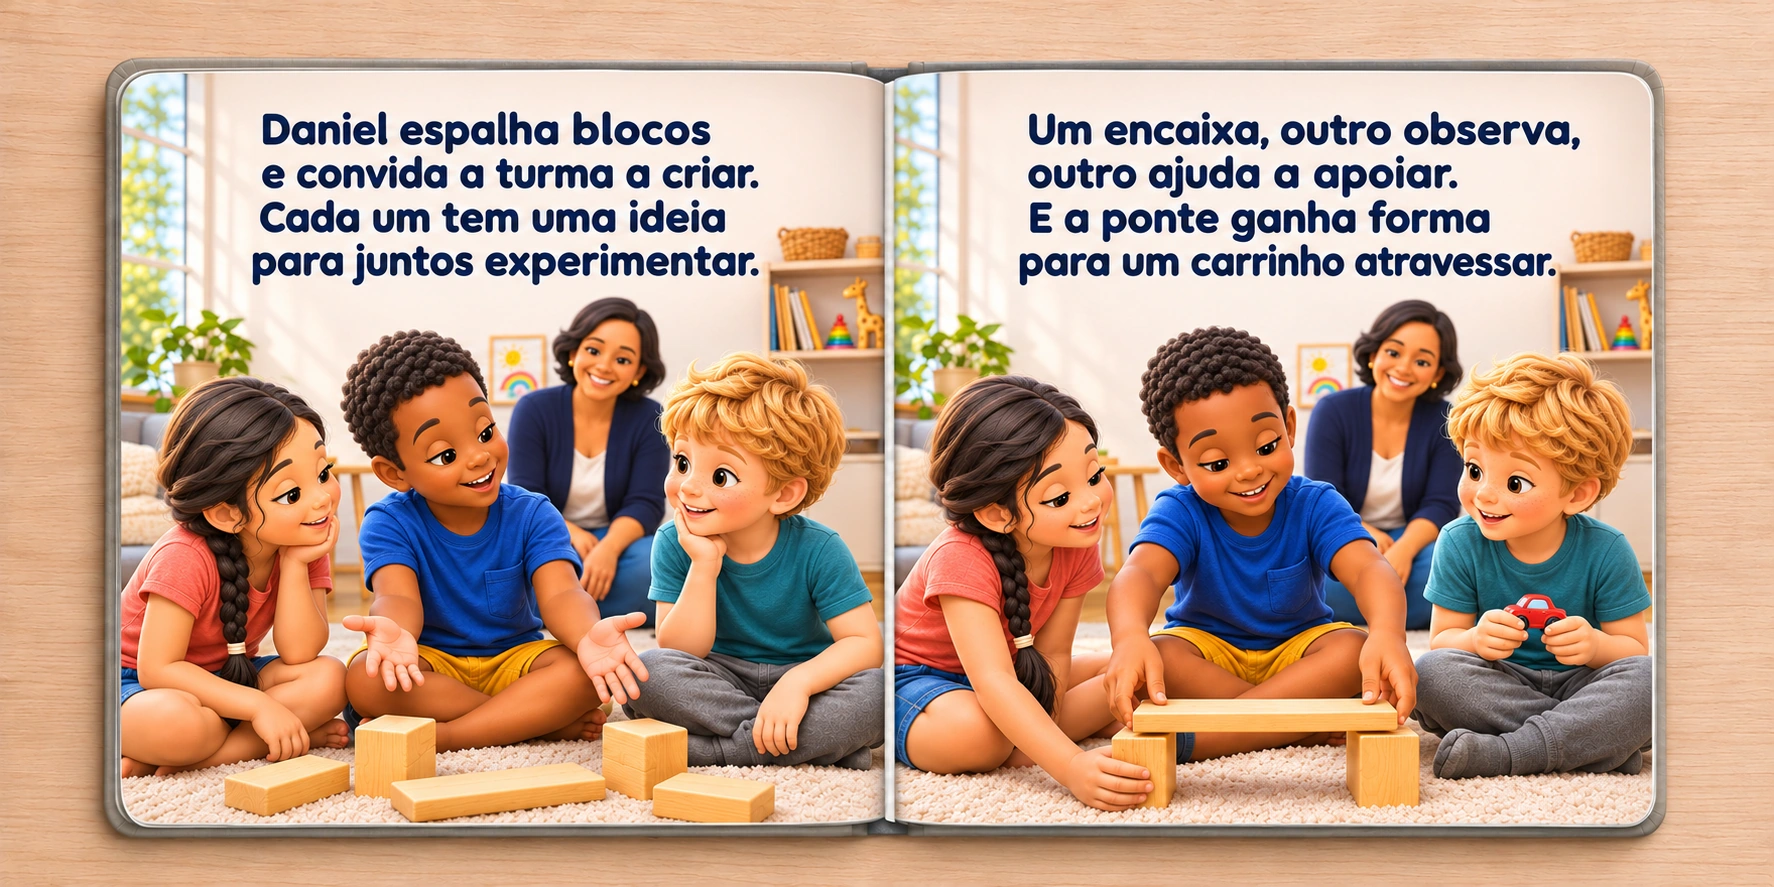 Daniel espalha blocos
e convida a turma a criar.
Cada um tem uma ideia
para juntos experimentar.
Um encaixa, outro observa,
outro ajuda a apoiar.
E a ponte ganha forma
para um carrinho atravessar.